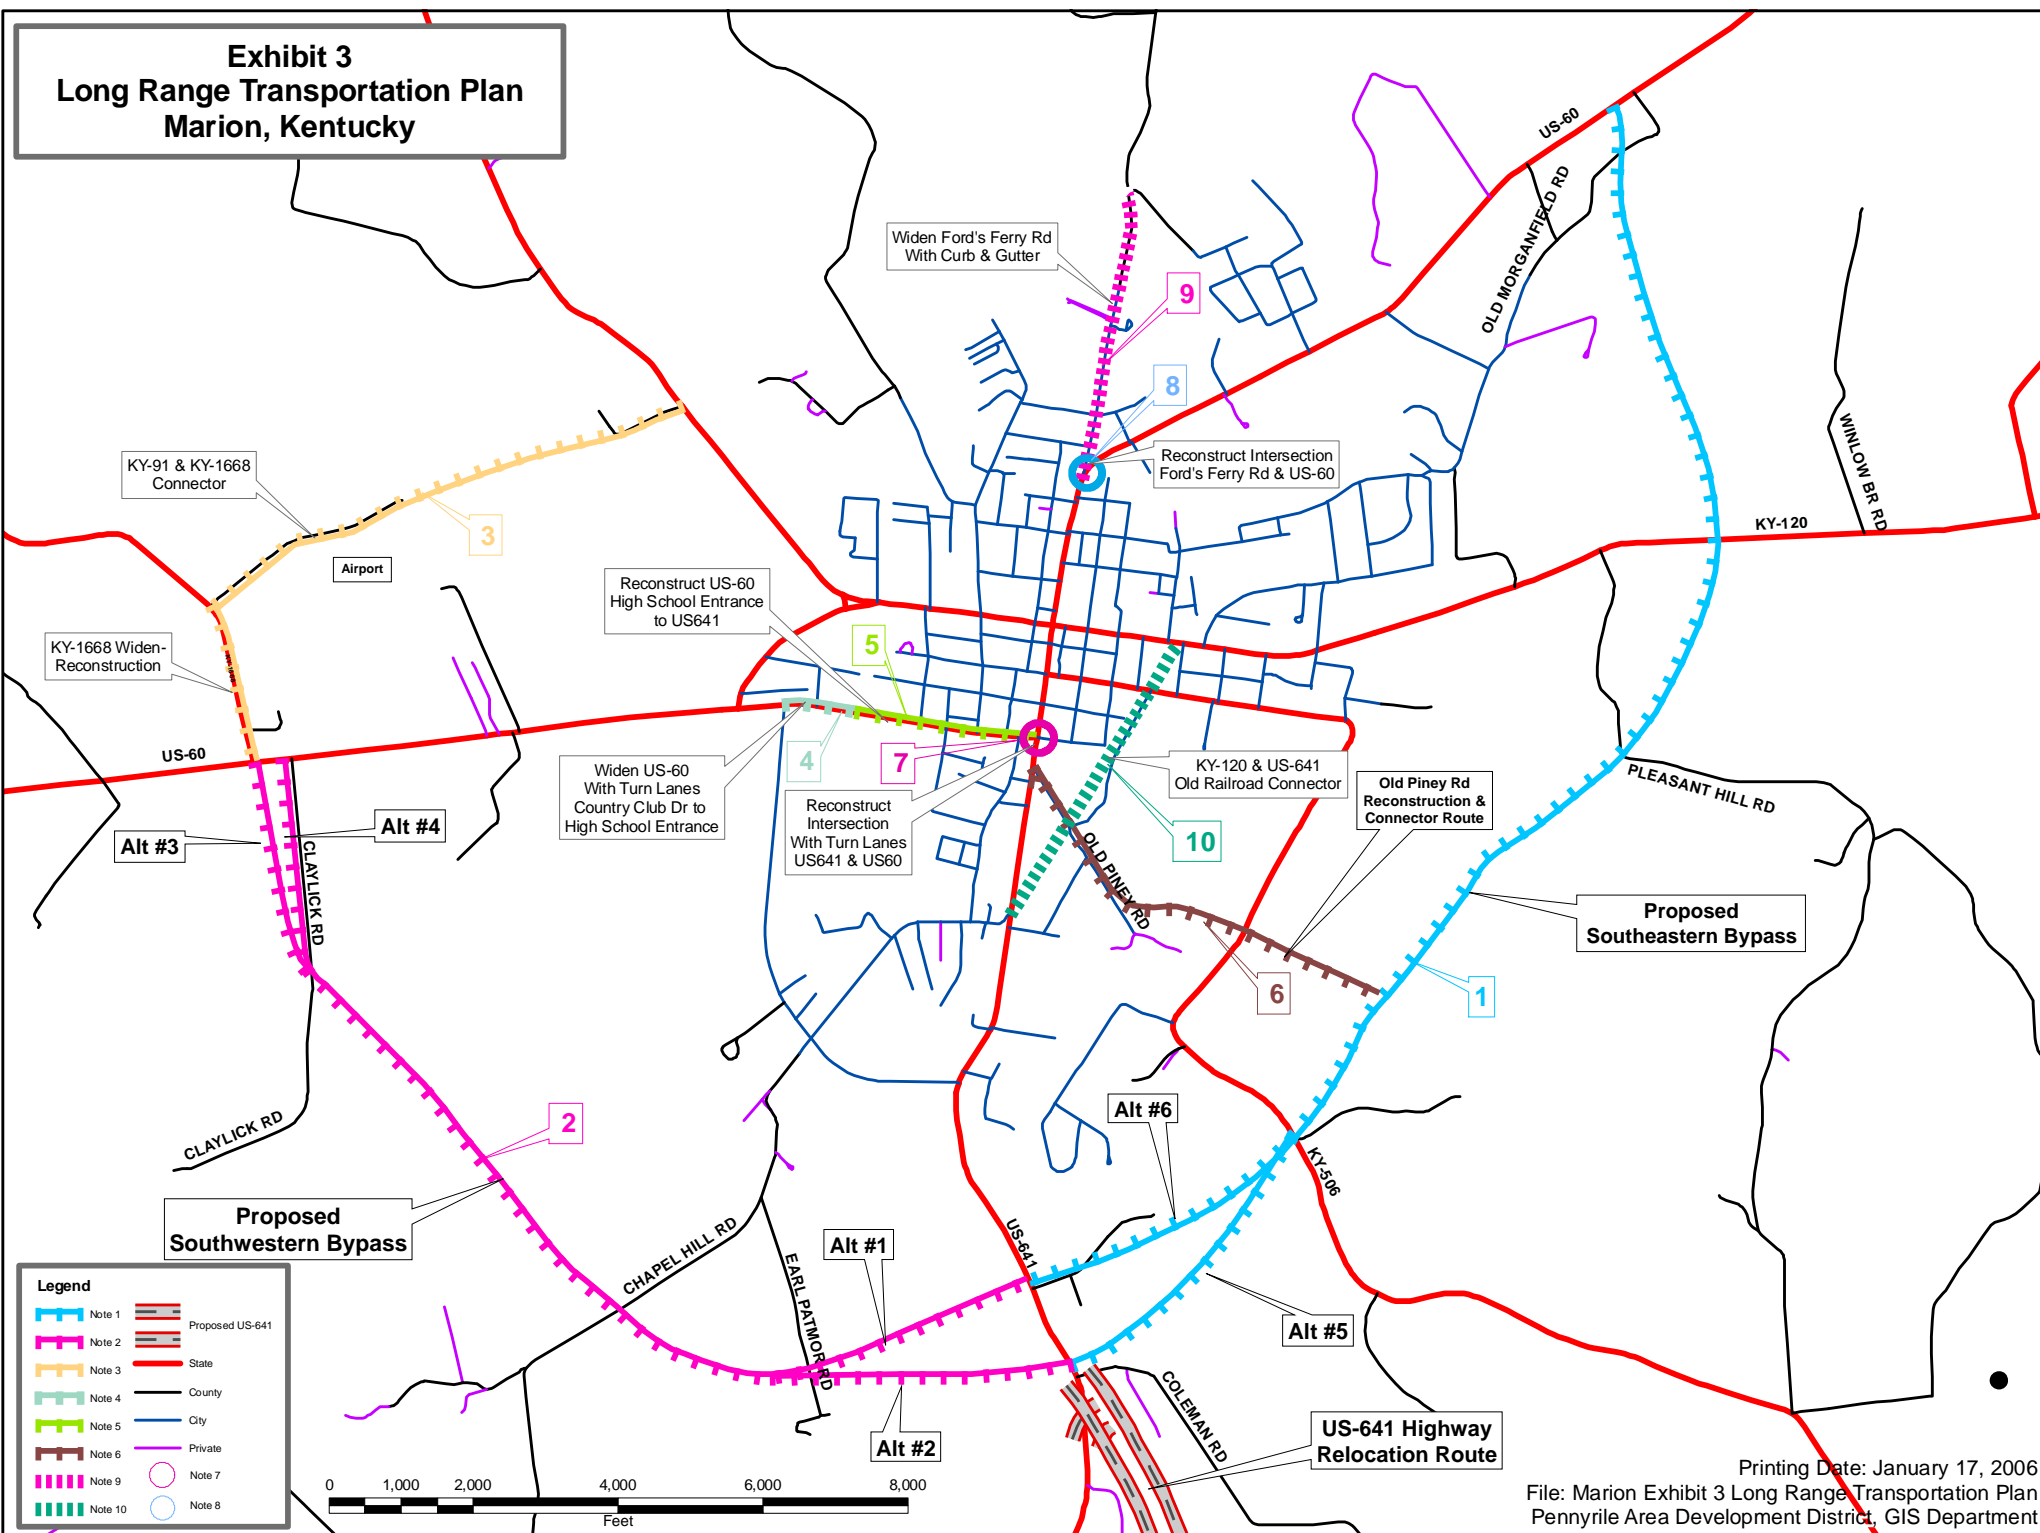 Exhibit 3
Long Range Transportation Plan
Marion, Kentucky
US-60
OLD MORGANFIELD RD
Widen Ford's Ferry Rd
With Curb & Gutter
9
8
Reconstruct Intersection
Ford's Ferry Rd & US-60
WINLOW BR RD
KY-120
KY-91 & KY-1668
Connector
3
Airport
Reconstruct US-60
High School Entrance
to US641
5
KY-1668 Widen-
Reconstruction
KY-1668
US-60
4
7
Widen US-60
With Turn Lanes
Country Club Dr to
High School Entrance
Reconstruct
Intersection
With Turn Lanes
US641 & US60
KY-120 & US-641
Old Railroad Connector
10
Old Piney Rd
Reconstruction &
Connector Route
PLEASANT HILL RD
Alt #3
Alt #4
CLAYLICK RD
OLD PINEY RD
Proposed
Southeastern Bypass
6
1
2
CLAYLICK RD
Alt #6
KY-506
Proposed
Southwestern Bypass
CHAPEL HILL RD
EARL PATMOR RD
Alt #1
US-641
Alt #5
Alt #2
COLEMAN RD
US-641 Highway
Relocation Route
Legend
Note 1
Note 2
Note 3
Note 4
Note 5
Note 6
Note 9
Note 10
Proposed US-641
State
County
City
Private
Note 7
Note 8
0 1,000 2,000 4,000 6,000 8,000
Feet
Printing Date: January 17, 2006
File: Marion Exhibit 3 Long Range Transportation Plan
Pennyrile Area Development District, GIS Department